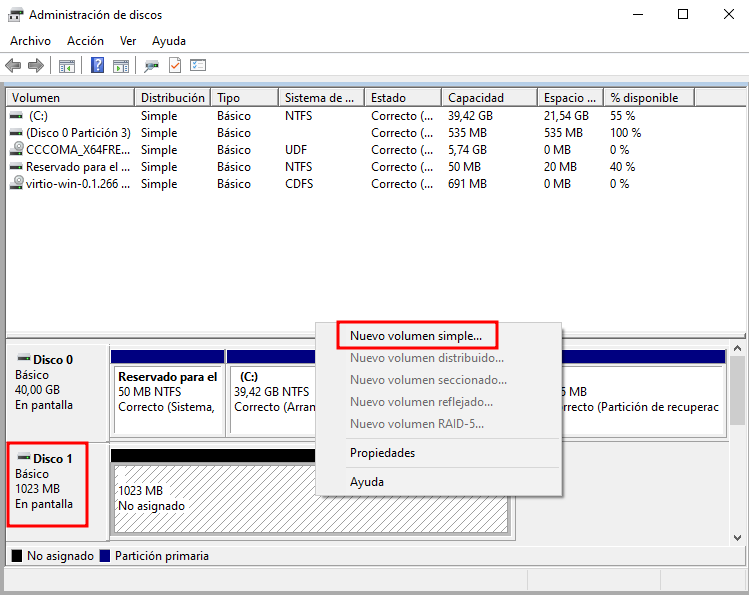 Administración de discos
Archivo Acción Ver Ayuda
Volumen Distribución Tipo Sistema de ... Estado Capacidad Espacio ... % disponible
(C:) Simple Básico NTFS Correcto (... 39,42 GB 21,54 GB 55 %
(Disco 0 Partición 3) Simple Básico Correcto (... 535 MB 535 MB 100 %
CCCOMA_X64FRE... Simple Básico UDF Correcto (... 5,74 GB 0 MB 0 %
Reservado para el ... Simple Básico NTFS Correcto (... 50 MB 20 MB 40 %
virtio-win-0.1.266 ... Simple Básico CDFS Correcto (... 691 MB 0 MB 0 %
Disco 0
Básico
40,00 GB
En pantalla
Reservado para el
50 MB NTFS
Correcto (Sistema,
(C:)
39,42 GB NTFS
Correcto (Arran
5 MB
rrecto (Partición de recuperac
Nuevo volumen simple...
Nuevo volumen distribuido...
Nuevo volumen seccionado...
Nuevo volumen reflejado...
Nuevo volumen RAID-5...
Propiedades
Ayuda
Disco 1
Básico
1023 MB
En pantalla
1023 MB
No asignado
No asignado Partición primaria